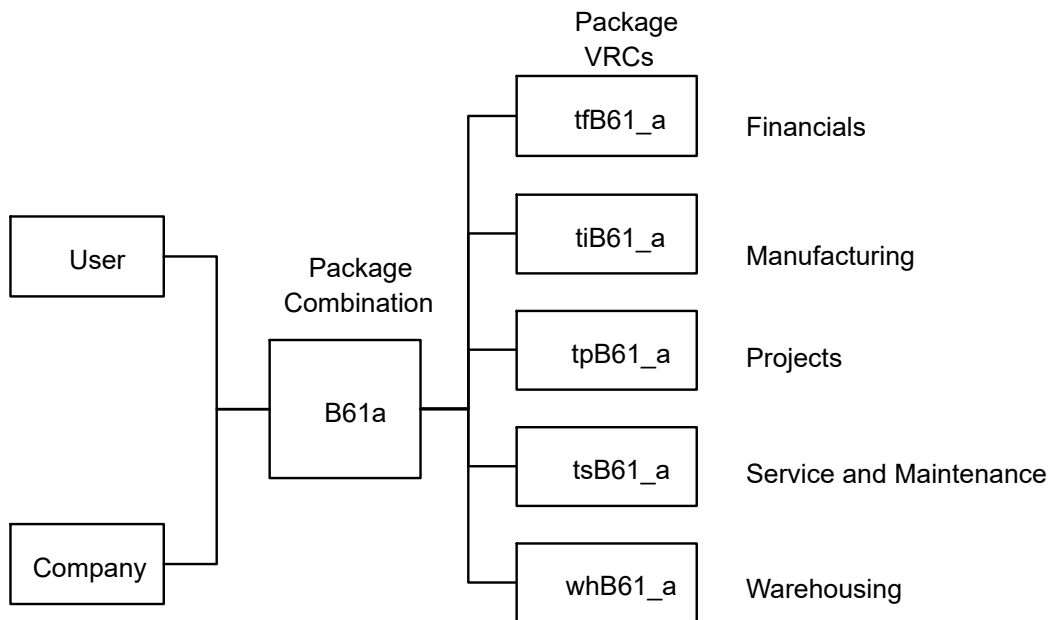 Package
VRCs
tfB61_a
Financials
tiB61_a
Manufacturing
User
Package
Combination
tpB61_a
Projects
B61a
tsB61_a
Service and Maintenance
Company
whB61_a
Warehousing